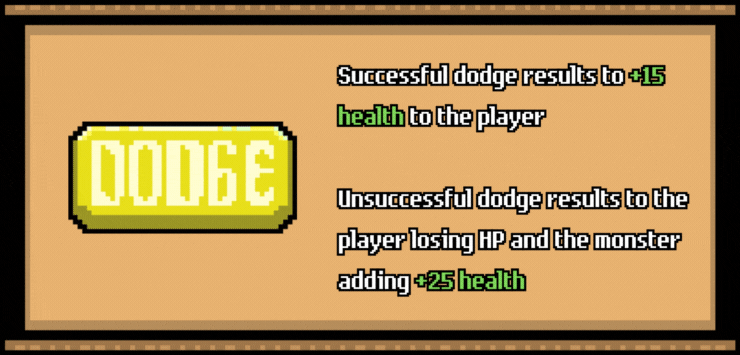 DODGE
Successful dodge results to +15
health to the player
Unsuccessful dodge results to the
player losing HP and the monster
adding +25 health